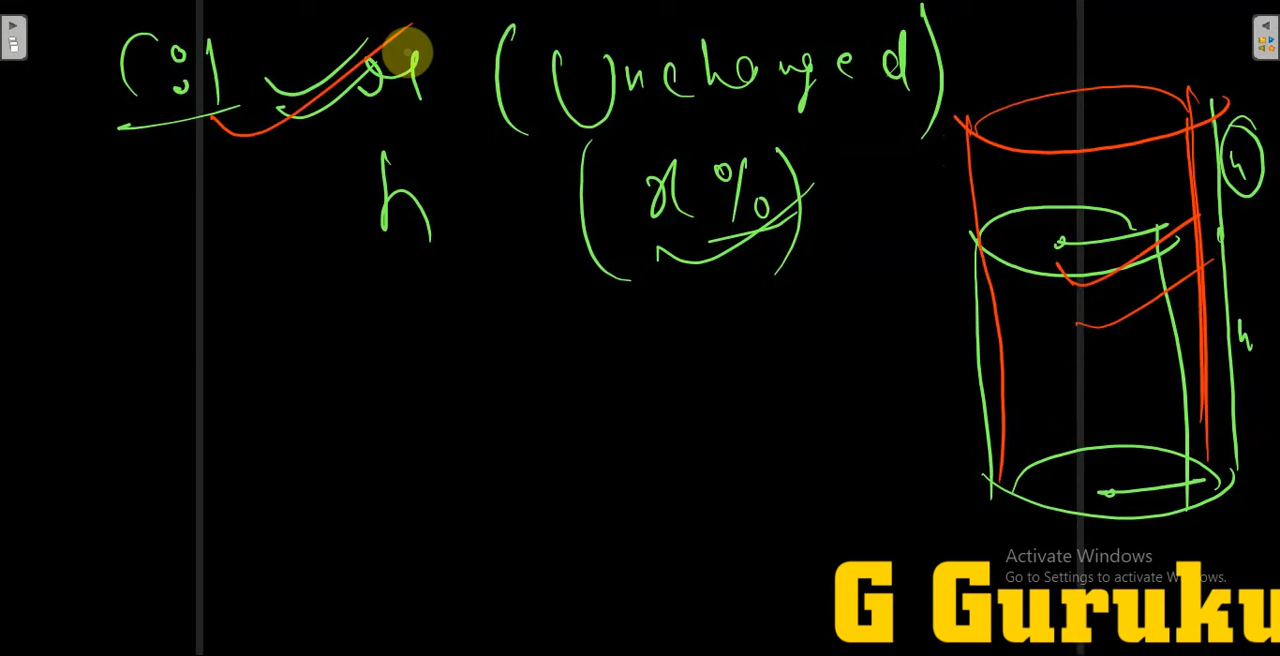 (:) r (Unchanged)
h (x%)
h
h
Activate Windows
Go to Settings to activate Windows.
G Guruku